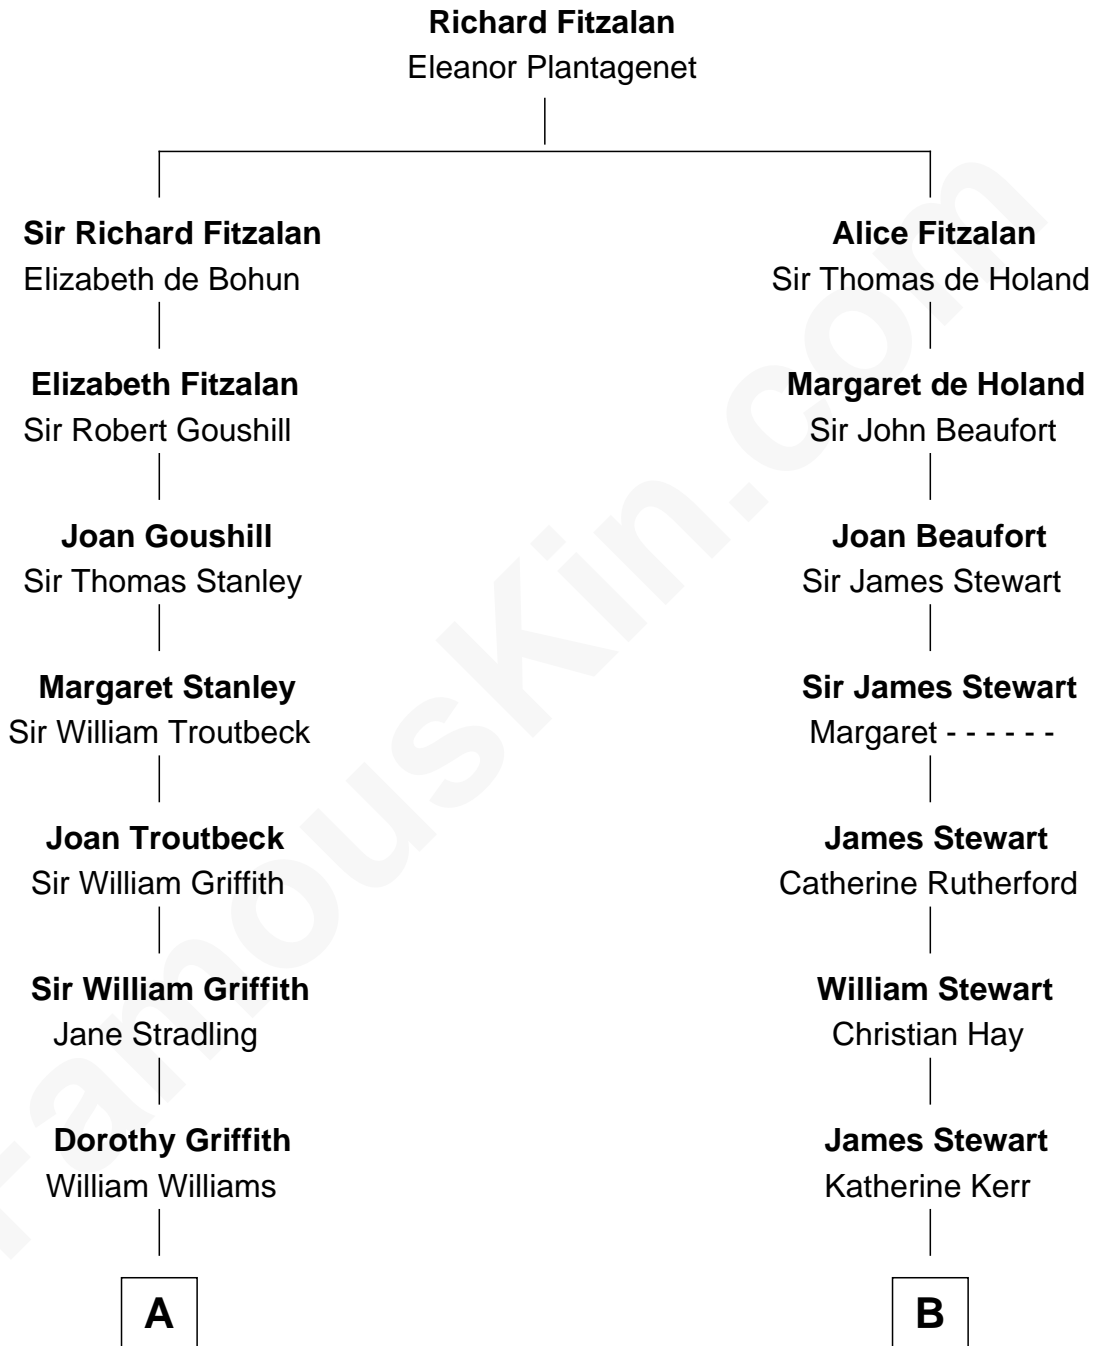 Richard Fitzalan
Eleanor Plantagenet
Sir Richard Fitzalan
Elizabeth de Bohun
Elizabeth Fitzalan
Sir Robert Goushill
Joan Goushill
Sir Thomas Stanley
Margaret Stanley
Sir William Troutbeck
Joan Troutbeck
Sir William Griffith
Sir William Griffith
Jane Stradling
Dorothy Griffith
William Williams
A
Alice Fitzalan
Sir Thomas de Holand
Margaret de Holand
Sir John Beaufort
Joan Beaufort
Sir James Stewart
Sir James Stewart
Margaret - - - - - -
James Stewart
Catherine Rutherford
William Stewart
Christian Hay
James Stewart
Katherine Kerr
B
FamousKin.com